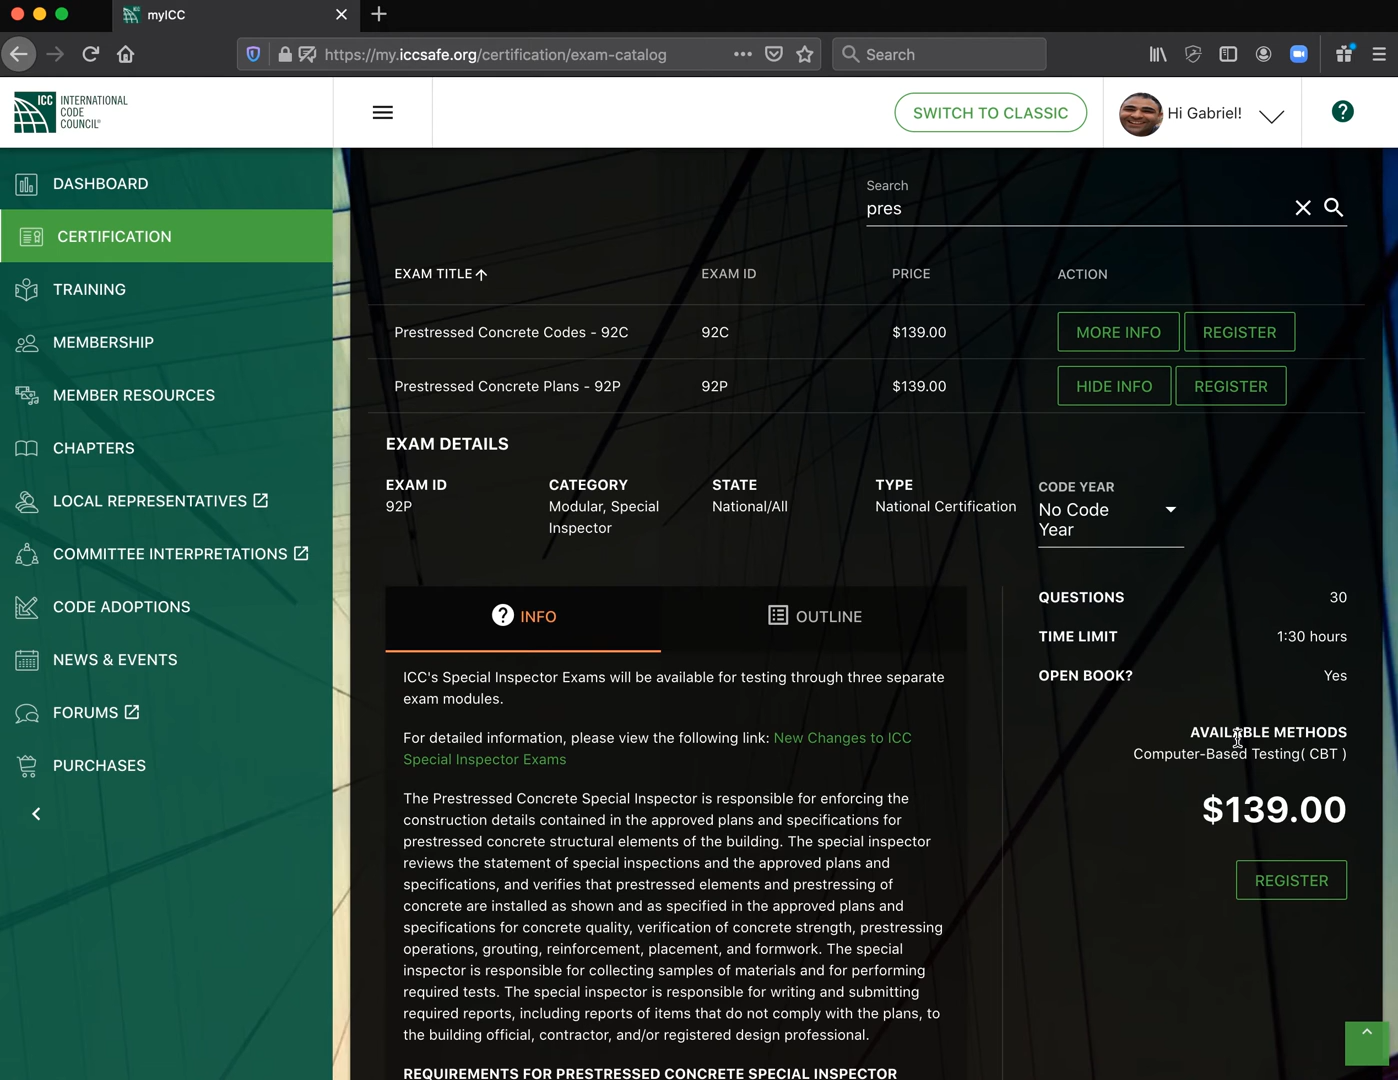 myICC
https://my.iccsafe.org/certification/exam-catalog
Search
ICC INTERNATIONAL
CODE
COUNCIL®
SWITCH TO CLASSIC
Hi Gabriel!
DASHBOARD
CERTIFICATION
TRAINING
MEMBERSHIP
MEMBER RESOURCES
CHAPTERS
LOCAL REPRESENTATIVES
COMMITTEE INTERPRETATIONS
CODE ADOPTIONS
NEWS & EVENTS
FORUMS
PURCHASES
Search
pres
EXAM TITLE EXAM ID PRICE ACTION
Prestressed Concrete Codes - 92C 92C $139.00 MORE INFO REGISTER
Prestressed Concrete Plans - 92P 92P $139.00 HIDE INFO REGISTER
EXAM DETAILS
EXAM ID CATEGORY STATE TYPE CODE YEAR
92P Modular, Special National/All National Certification No Code
Inspector Year
INFO OUTLINE
ICC's Special Inspector Exams will be available for testing through three separate
exam modules.
For detailed information, please view the following link: New Changes to ICC
Special Inspector Exams
The Prestressed Concrete Special Inspector is responsible for enforcing the
construction details contained in the approved plans and specifications for
prestressed concrete structural elements of the building. The special inspector
reviews the statement of special inspections and the approved plans and
specifications, and verifies that prestressed elements and prestressing of
concrete are installed as shown and as specified in the approved plans and
specifications for concrete quality, verification of concrete strength, prestressing
operations, grouting, reinforcement, placement, and formwork. The special
inspector is responsible for collecting samples of materials and for performing
required tests. The special inspector is responsible for writing and submitting
required reports, including reports of items that do not comply with the plans, to
the building official, contractor, and/or registered design professional.
REQUIREMENTS FOR PRESTRESSED CONCRETE SPECIAL INSPECTOR
QUESTIONS 30
TIME LIMIT 1:30 hours
OPEN BOOK? Yes
AVAILABLE METHODS
Computer-Based Testing( CBT )
$139.00
REGISTER